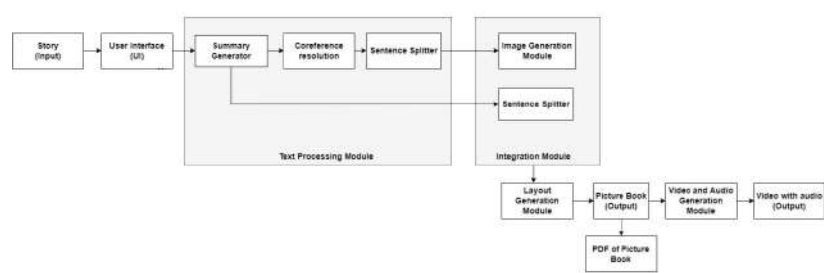 Story
(Input)
User Interface
(UI)
Summary
Generator
Coreference
resolution
Sentence Splitter
Image Generation
Module
Sentence Splitter
Text Processing Module
Integration Module
Layout
Generation
Module
Picture Book
(Output)
Video and Audio
Generation
Module
Video with audio
(Output)
PDF of Picture
Book